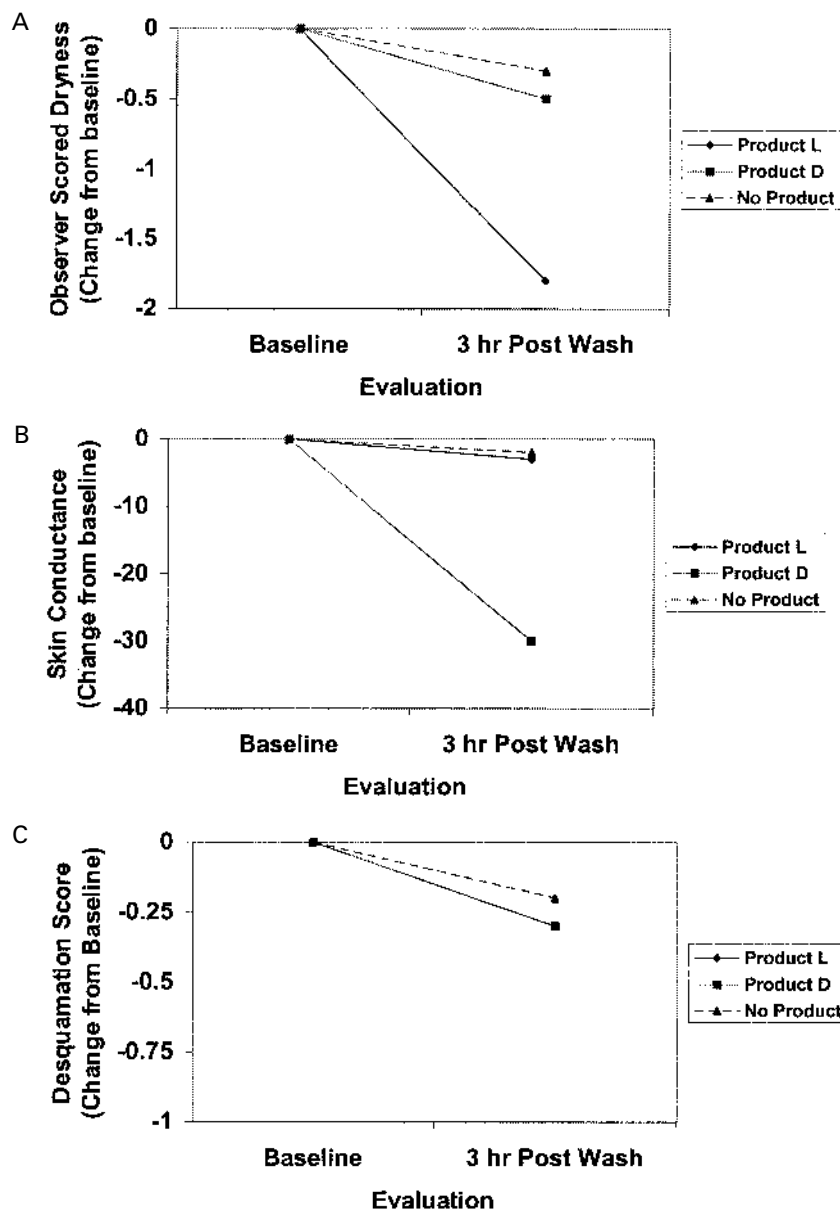 A
Observer Scored Dryness
(Change from baseline)
0
-0.5
-1
-1.5
-2
Baseline
3 hr Post Wash
Evaluation
Product L
Product D
No Product
B
Skin Conductance
(Change from baseline)
0
-10
-20
-30
-40
Baseline
3 hr Post Wash
Evaluation
Product L
Product D
No Product
C
Desquamation Score
(Change from Baseline)
0
-0.25
-0.5
-0.75
-1
Baseline
3 hr Post Wash
Evaluation
Product L
Product D
No Product